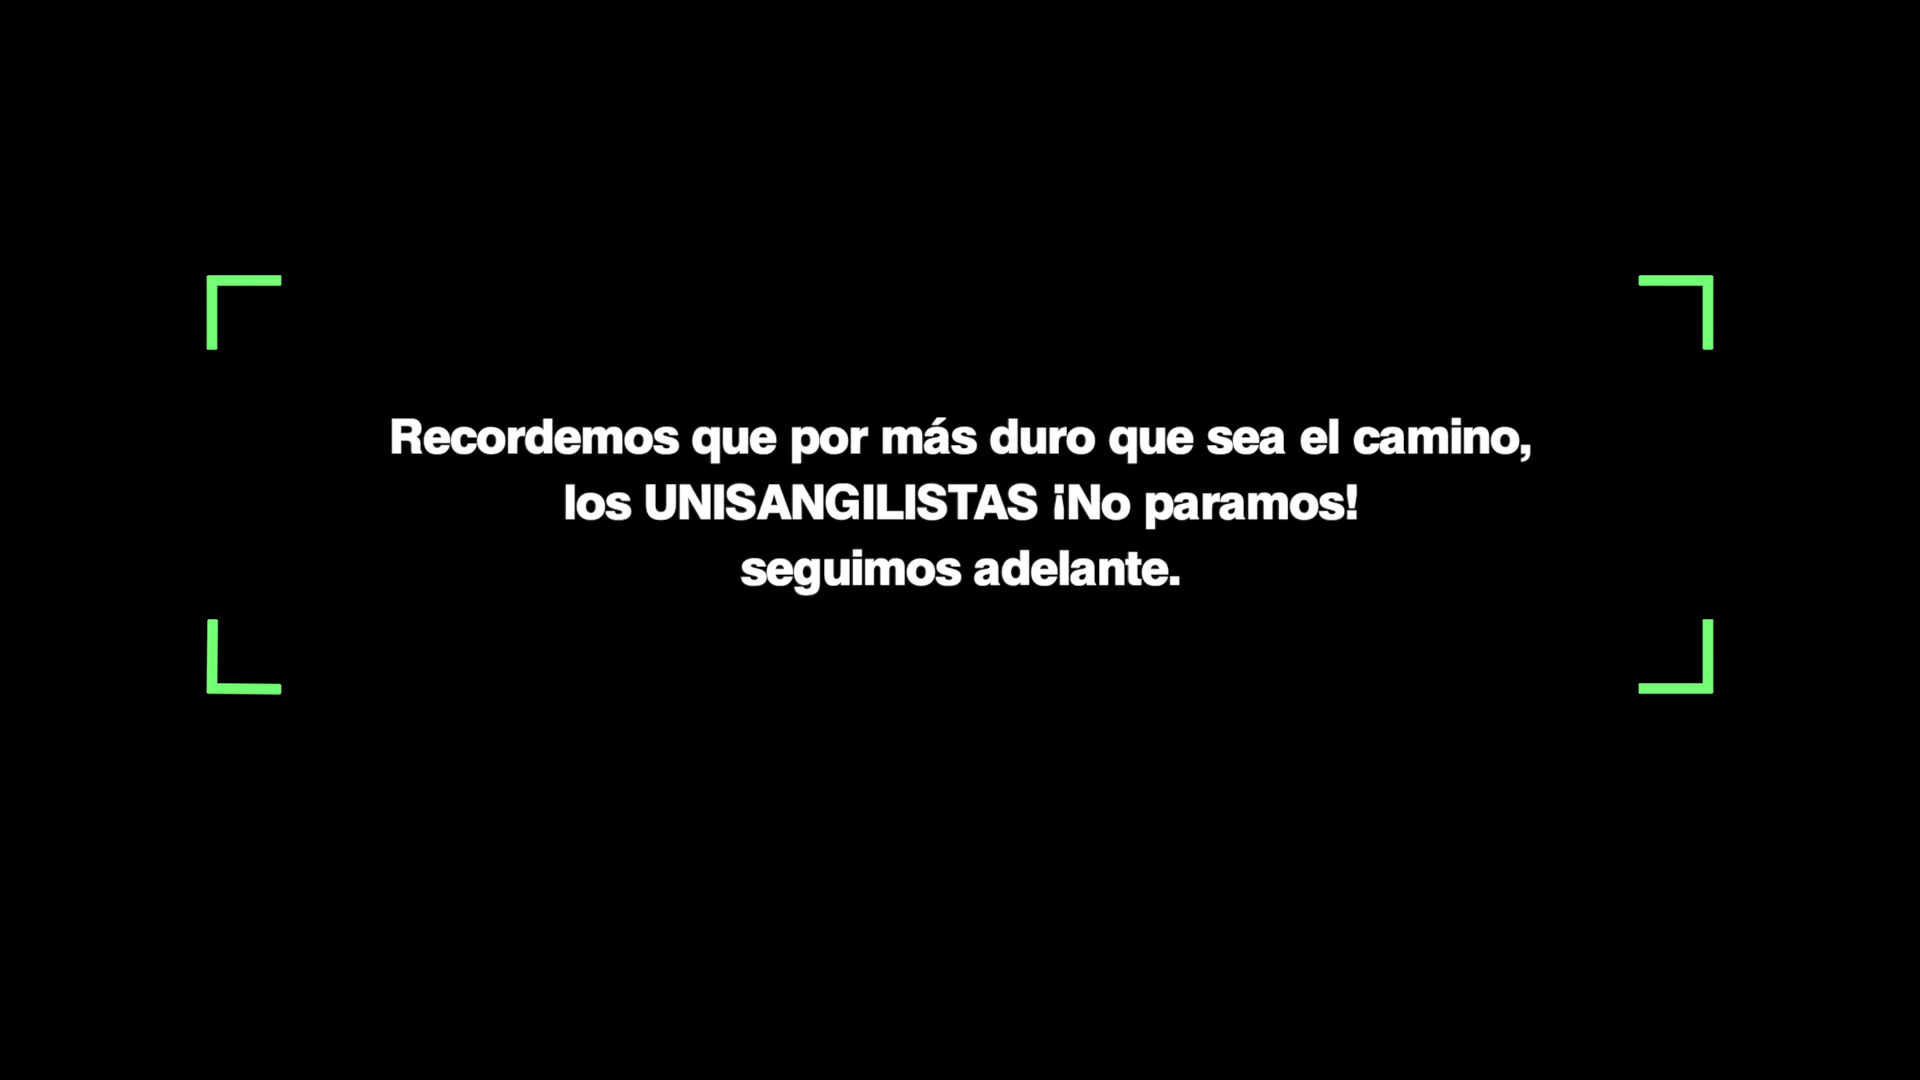 Recordemos que por más duro que sea el camino,
los UNISANGILISTAS ¡No paramos!
seguimos adelante.